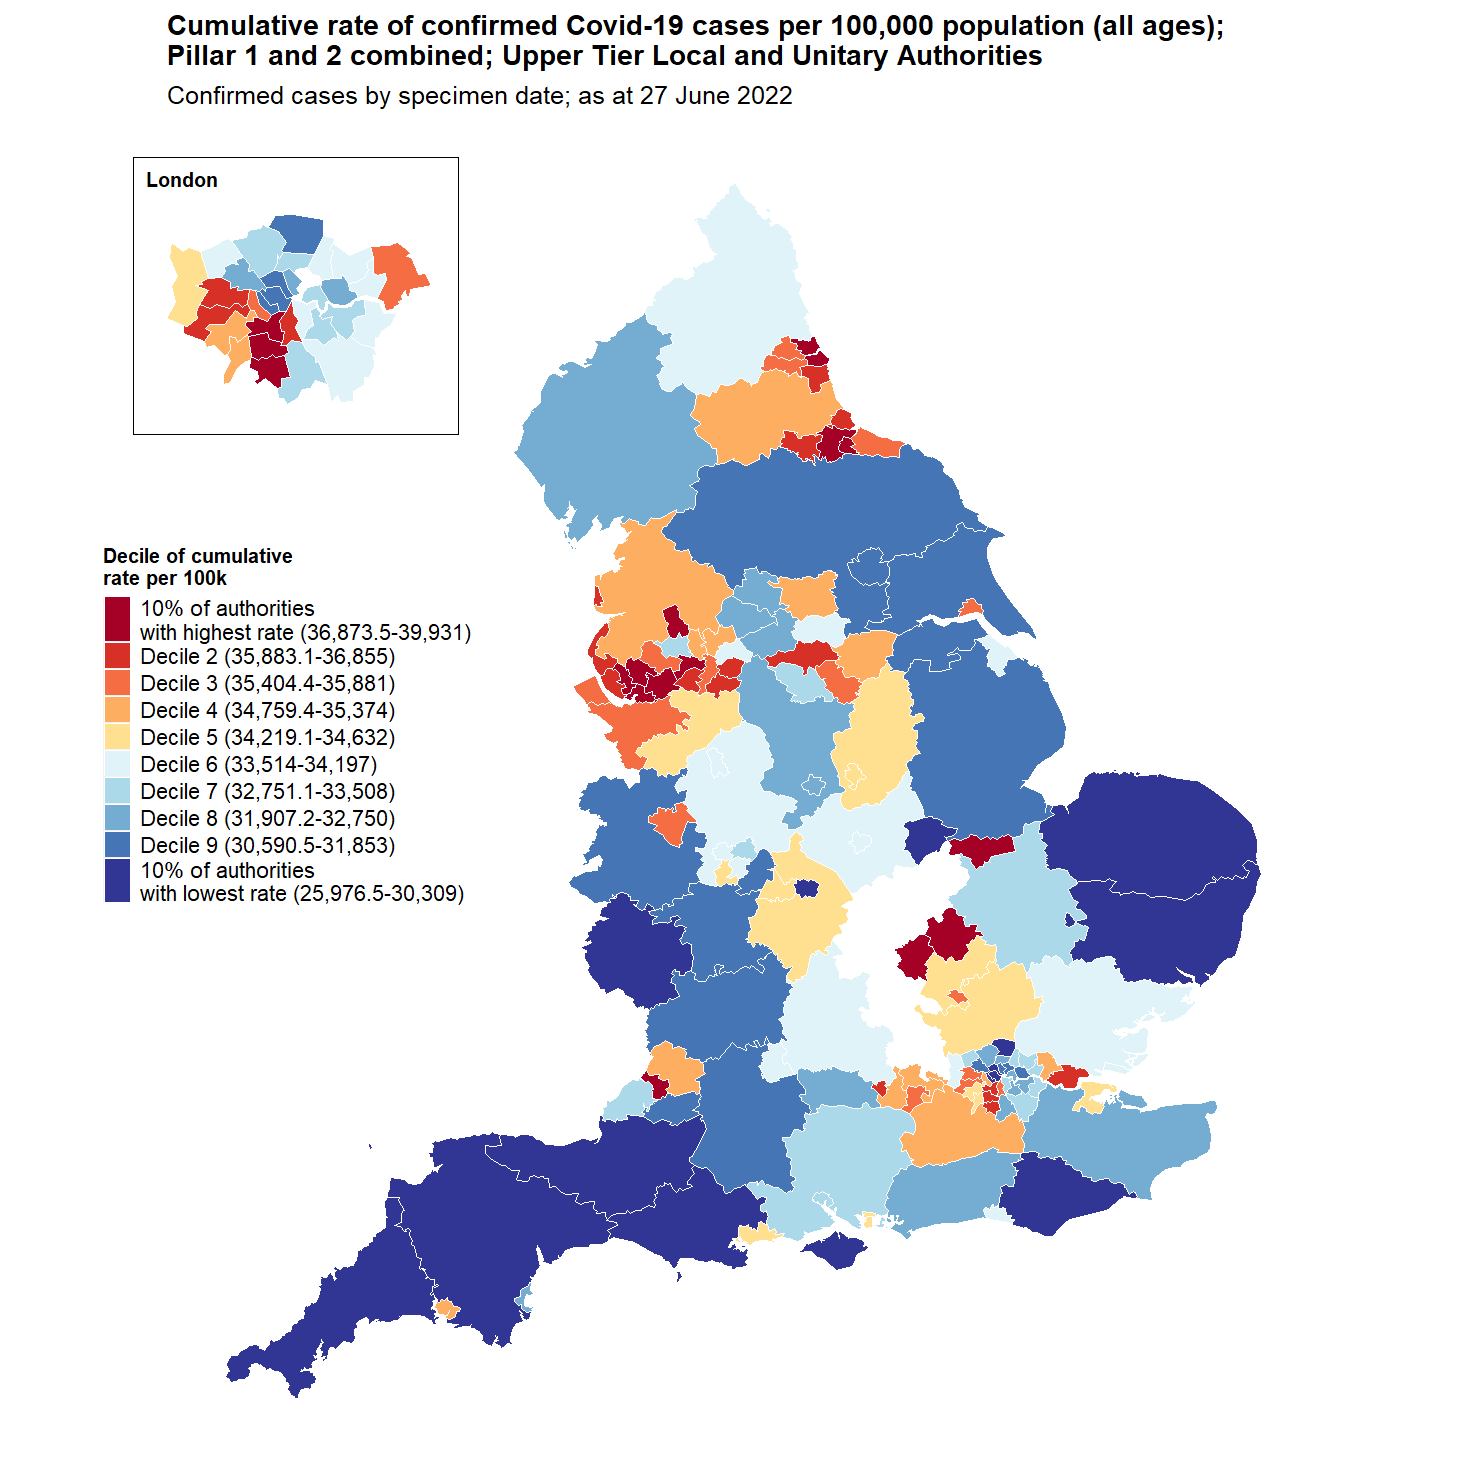 Cumulative rate of confirmed Covid-19 cases per 100,000 population (all ages);
Pillar 1 and 2 combined; Upper Tier Local and Unitary Authorities
Confirmed cases by specimen date; as at 27 June 2022
London
Decile of cumulative
rate per 100k
10% of authorities
with highest rate (36,873.5-39,931)
Decile 2 (35,883.1-36,855)
Decile 3 (35,404.4-35,881)
Decile 4 (34,759.4-35,374)
Decile 5 (34,219.1-34,632)
Decile 6 (33,514-34,197)
Decile 7 (32,751.1-33,508)
Decile 8 (31,907.2-32,750)
Decile 9 (30,590.5-31,853)
10% of authorities
with lowest rate (25,976.5-30,309)